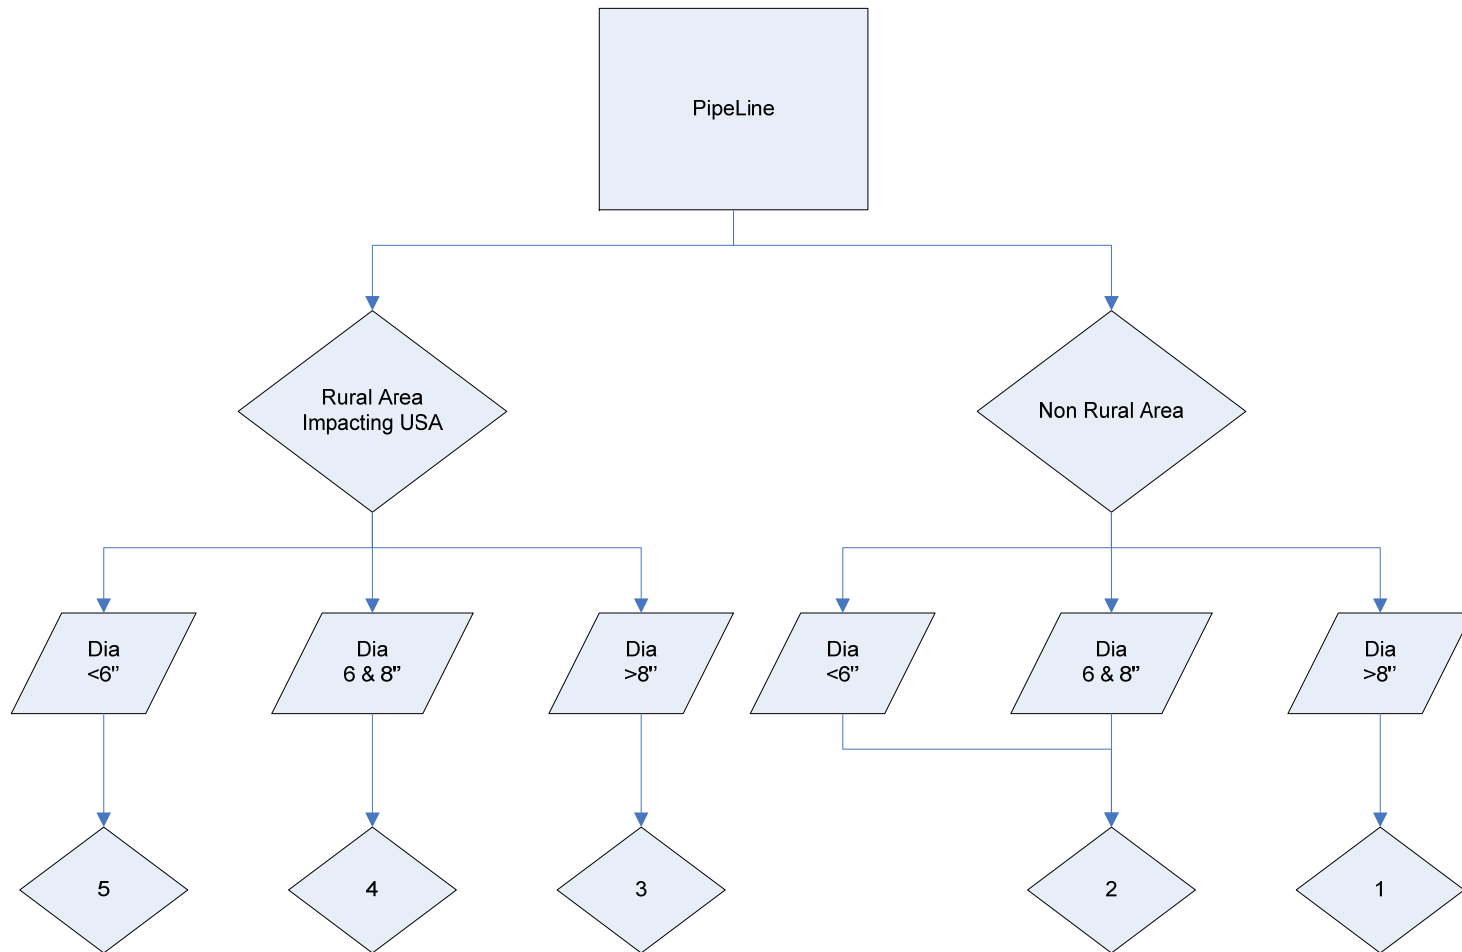 PipeLine
Rural Area
Impacting USA
Non Rural Area
Dia
<6”
Dia
6 & 8”
Dia
>8”
Dia
<6”
Dia
6 & 8”
Dia
>8”
5
4
3
2
1